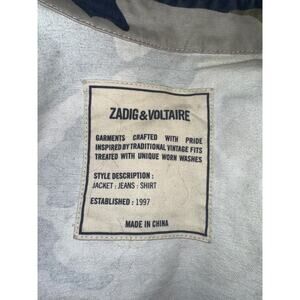 ZADIG&VOLTAIRE
GARMENTS CRAFTED WITH PRIDE
INSPIRED BY TRADITIONAL VINTAGE FITS
TREATED WITH UNIQUE WORN WASHES
STYLE DESCRIPTION :
JACKET : JEANS : SHIRT
ESTABLISHED : 1997
MADE IN CHINA